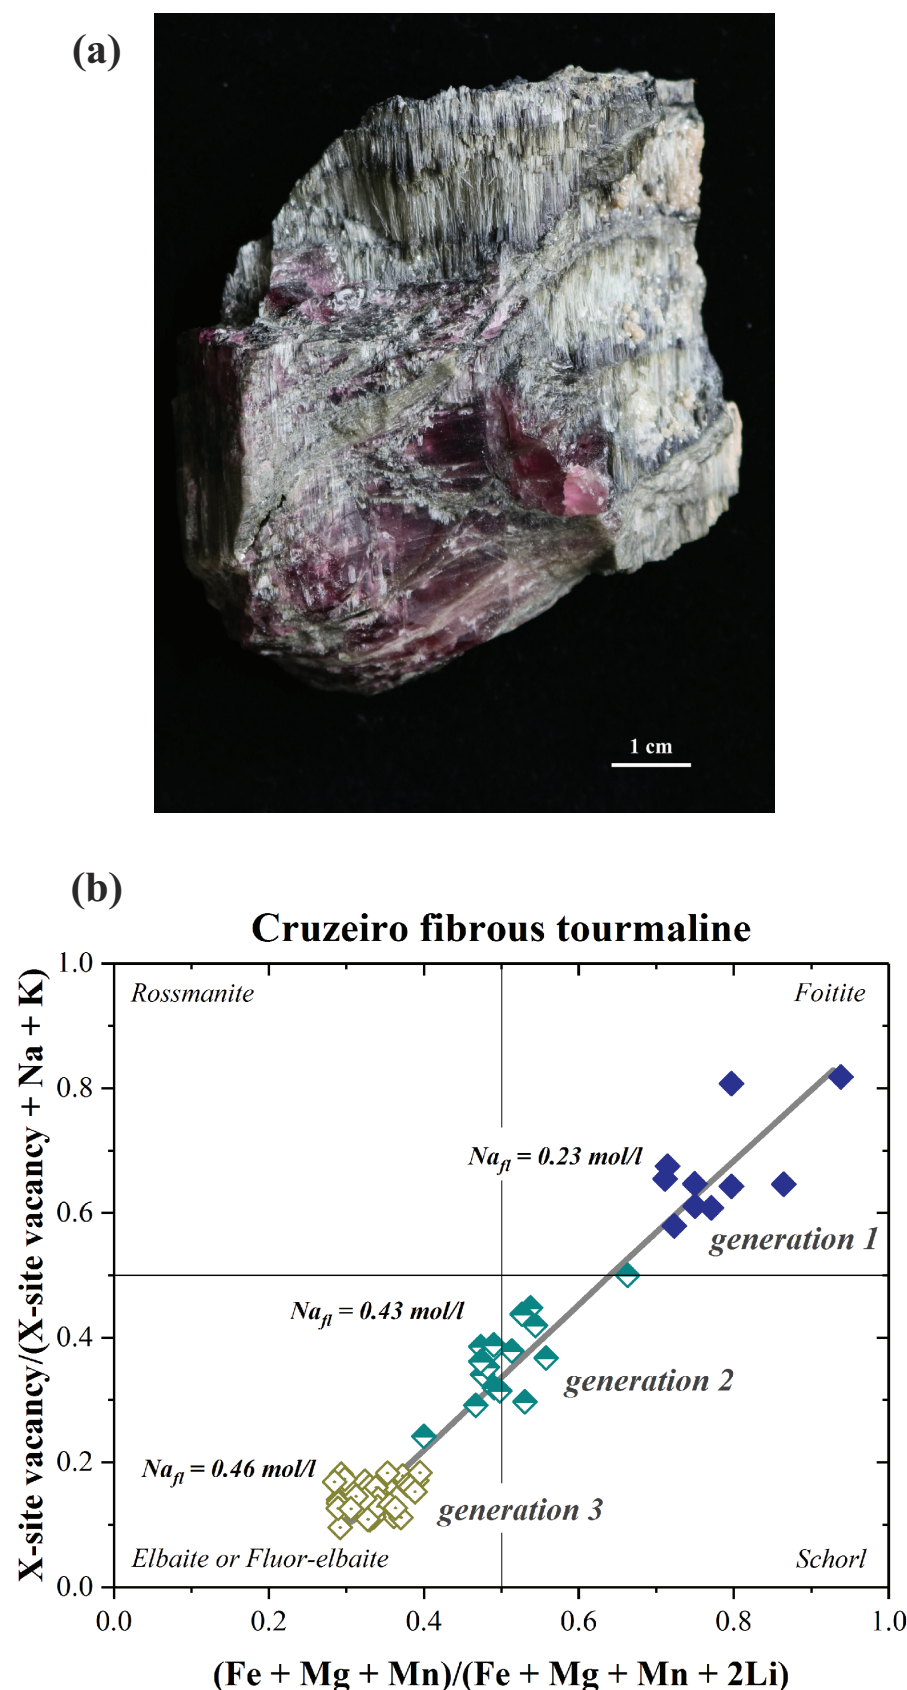 (a)
1 cm
(b)
Cruzeiro fibrous tourmaline
X-site vacancy/(X-site vacancy + Na + K)
1.0
0.8
0.6
0.4
0.2
0.0
Rossmanite
Foitite
Na_fl = 0.23 mol/l
generation 1
Na_fl = 0.43 mol/l
generation 2
Na_fl = 0.46 mol/l
generation 3
Elbaite or Fluor-elbaite
Schorl
0.0 0.2 0.4 0.6 0.8 1.0
(Fe + Mg + Mn)/(Fe + Mg + Mn + 2Li)